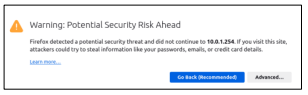 Warning: Potential Security Risk Ahead
Firefox detected a potential security threat and did not continue to 10.0.1.254. If you visit this site,
attackers could try to steal information like your passwords, emails, or credit card details.
Learn more...
Go Back (Recommended) Advanced...